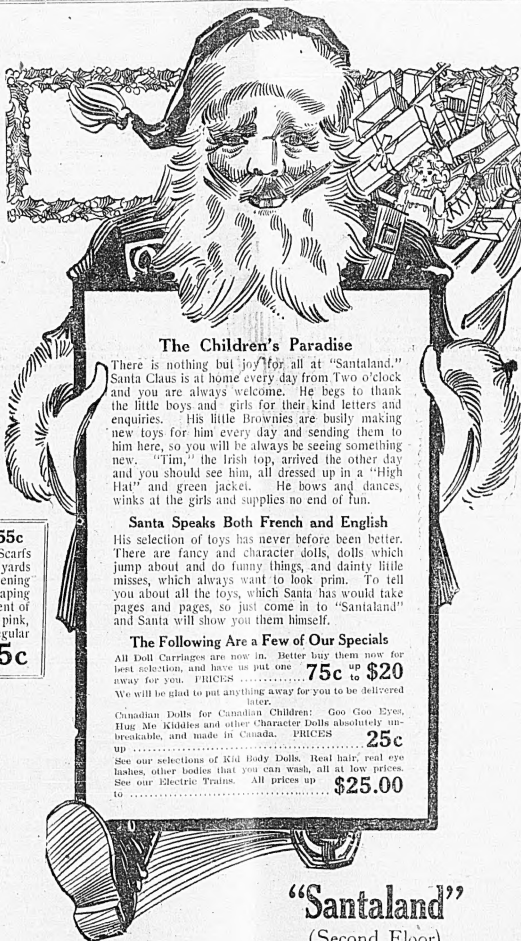 The Children's Paradise
There is nothing but joy for all at "Santaland."
Santa Claus is at home every day from Two o'clock
and you are always welcome. He begs to thank
the little boys and girls for their kind letters and
enquiries. His little Brownies are busily making
new toys for him every day and sending them to
him here, so you will be always be seeing something
new. "Tim," the Irish top, arrived the other day
and you should see him, all dressed up in a "High
Hat" and green jacket. He bows and dances,
winks at the girls and supplies no end of fun.
Santa Speaks Both French and English
His selection of toys has never before been better.
There are fancy and character dolls, dolls which
jump about and do funny things, and dainty little
misses, which always want to look prim. To tell
you about all the toys, which Santa has would take
pages and pages, so just come in to "Santaland"
and Santa will show you them himself.
The Following Are a Few of Our Specials
All Doll Carriages are now in. Better buy them now for
best selection, and have us put one
away for you. PRICES .............. 75c up to $20
We will be glad to put anything away for you to be delivered
later.
Canadian Dolls for Canadian Children: Goo Goo Eyes,
Hug Me Kiddies and other Character Dolls absolutely un-
breakable, and made in Canada. PRICES
up ........................................ 25c
See our selections of Kid Body Dolls. Real hair, real eye
lashes, other bodies that you can wash, all at low prices.
See our Electric Trains. All prices up
to ........................................ $25.00
55c
Scarfs
yards
ening
aping
ent of
pink,
egular
5c
"Santaland"
(Second Floor)